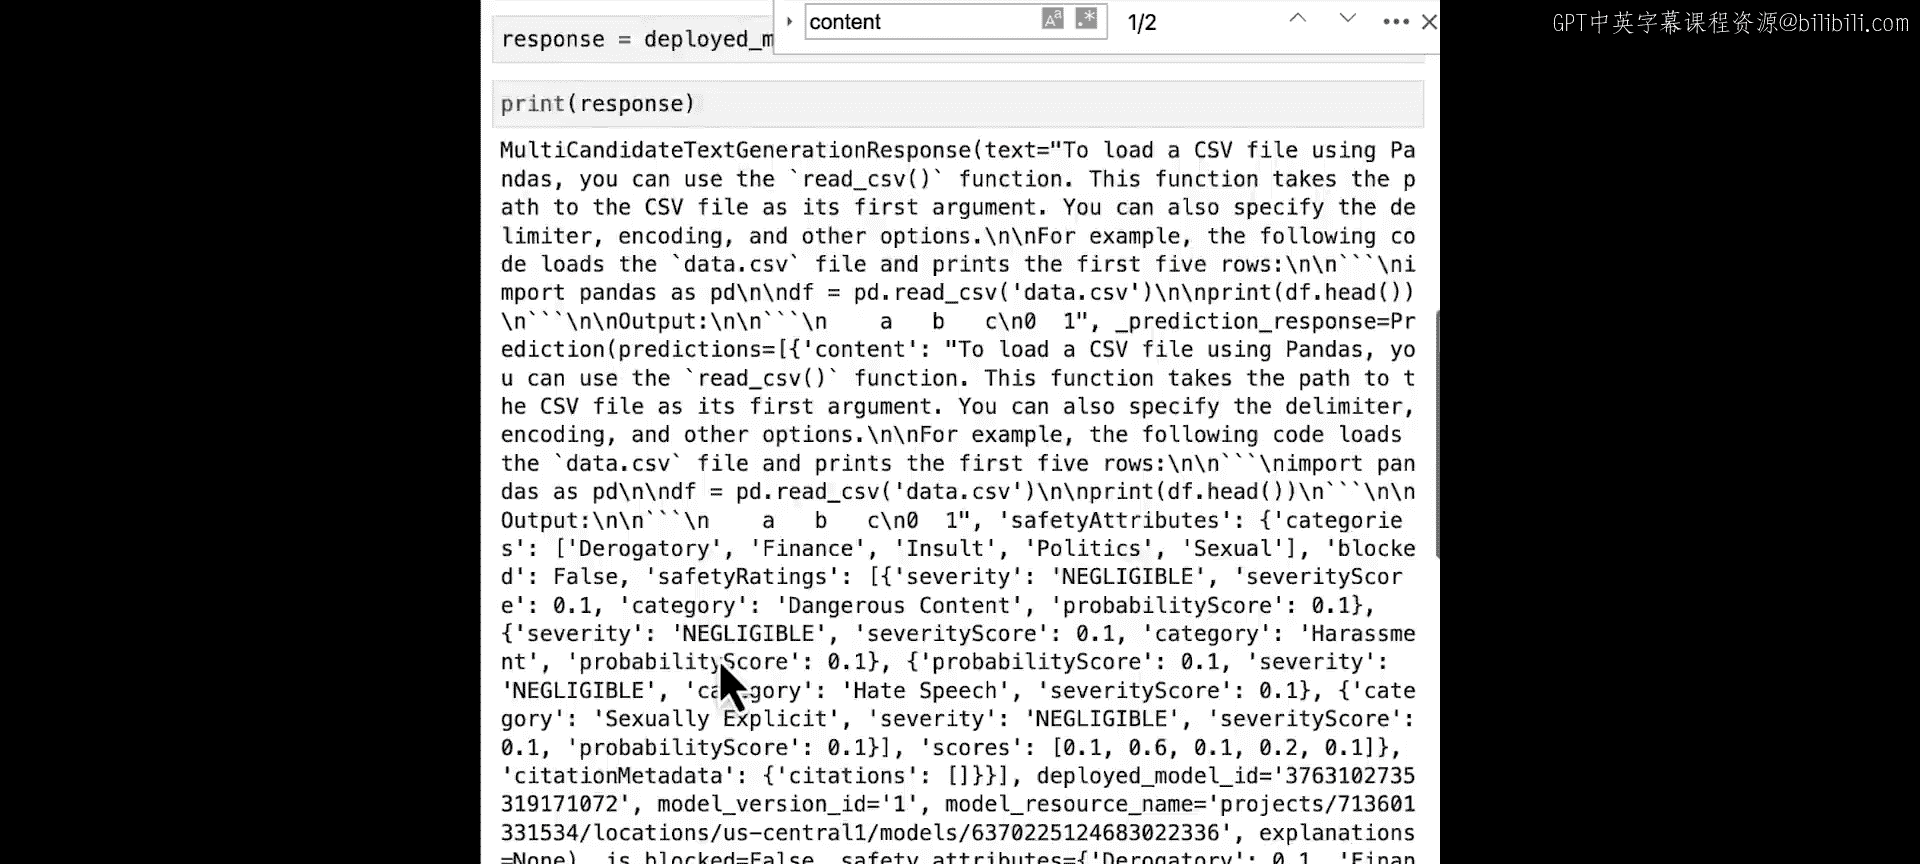 GPT中英字幕课程资源@bilibili.com
content
1/2
response = deployed_m
print(response)
MultiCandidateTextGenerationResponse(text="To load a CSV file using Pa
ndas, you can use the `read_csv()` function. This function takes the p
ath to the CSV file as its first argument. You can also specify the de
limiter, encoding, and other options.\n\nFor example, the following co
de loads the `data.csv` file and prints the first five rows:\n\n```\ni
mport pandas as pd\n\ndf = pd.read_csv('data.csv')\n\nprint(df.head())
\n```\n\nOutput:\n\n```\n    a   b   c\n0  1", _prediction_response=Pr
ediction(predictions=[{'content': "To load a CSV file using Pandas, yo
u can use the `read_csv()` function. This function takes the path to t
he CSV file as its first argument. You can also specify the delimiter,
encoding, and other options.\n\nFor example, the following code loads
the `data.csv` file and prints the first five rows:\n\n```\nimport pan
das as pd\n\ndf = pd.read_csv('data.csv')\n\nprint(df.head())\n```\n\n
Output:\n\n```\n    a   b   c\n0  1", 'safetyAttributes': {'categorie
s': ['Derogatory', 'Finance', 'Insult', 'Politics', 'Sexual'], 'blocke
d': False, 'safetyRatings': [{'severity': 'NEGLIGIBLE', 'severityScor
e': 0.1, 'category': 'Dangerous Content', 'probabilityScore': 0.1},
{'severity': 'NEGLIGIBLE', 'severityScore': 0.1, 'category': 'Harassme
nt', 'probabilityScore': 0.1}, {'probabilityScore': 0.1, 'severity':
'NEGLIGIBLE', 'category': 'Hate Speech', 'severityScore': 0.1}, {'cate
gory': 'Sexually Explicit', 'severity': 'NEGLIGIBLE', 'severityScore':
0.1, 'probabilityScore': 0.1}], 'scores': [0.1, 0.6, 0.1, 0.2, 0.1]},
'citationMetadata': {'citations': []}}], deployed_model_id='3763102735
319171072', model_version_id='1', model_resource_name='projects/713601
331534/locations/us-central1/models/6370225124683022336', explanations
=None), is_blocked=False, safety_attributes={'Derogatory': 0.1, 'Finan